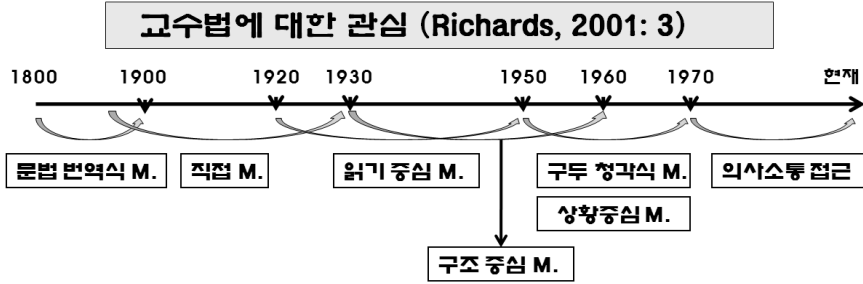 교수법에 대한 관심 (Richards, 2001: 3)
1800 1900 1920 1930 1950 1960 1970 현재
문법 번역식 M. 직접 M. 읽기 중심 M. 구두 청각식 M. 의사소통 접근
상황중심 M.
구조 중심 M.